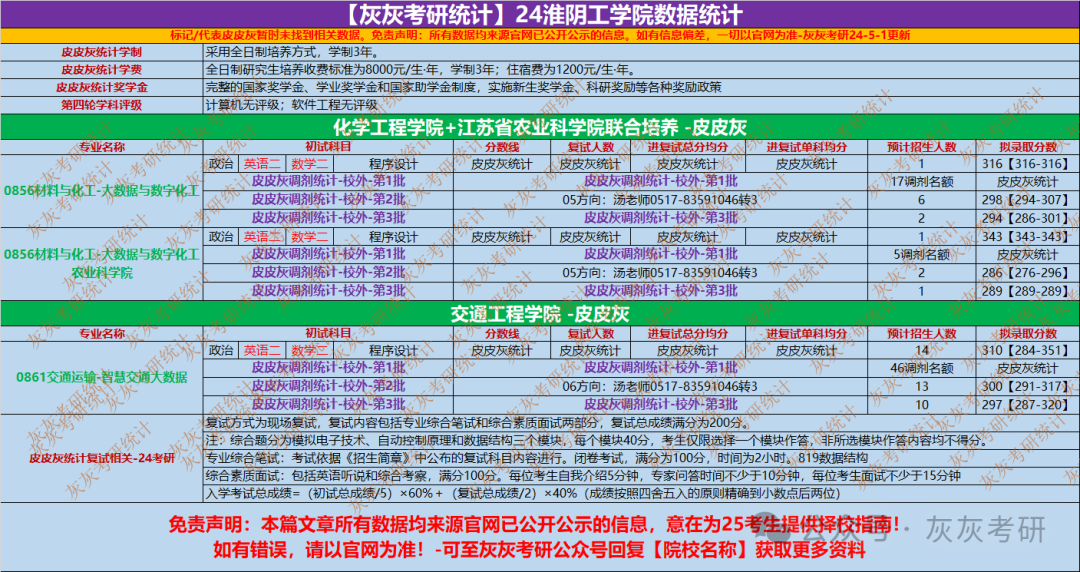 【灰灰考研统计】24淮阴工学院数据统计
标记/代表皮皮灰暂时未找到相关数据。免责声明：所有数据均来源官网已公开公示的信息。如有信息偏差，一切以官网为准-灰灰考研24-5-1更新
皮皮灰统计学制 采用全日制培养方式，学制3年。
皮皮灰统计学费 全日制研究生培养收费标准为8000元/生·年，学制3年；住宿费为1200元/生·年。
皮皮灰统计奖学金 完整的国家奖学金、学业奖学金和国家助学金制度，实施新生奖学金、科研奖励等各种奖励政策
第四轮学科评级 计算机无评级；软件工程无评级
化学工程学院+江苏省农业科学院联合培养 -皮皮灰
专业名称 初试科目 分数线 复试人数 进复试总分均分 进复试单科均分 预计招生人数 拟录取分数
0856材料与化工-大数据与数字化工 政治 英语二 数学二 程序设计 皮皮灰统计 皮皮灰统计 皮皮灰统计 皮皮灰统计 1 316【316-316】
皮皮灰调剂统计-校外-第1批 皮皮灰调剂统计-校外-第1批 17调剂名额 皮皮灰统计
皮皮灰调剂统计-校外-第2批 05方向：汤老师0517-83591046转3 6 298【294-307】
皮皮灰调剂统计-校外-第3批 皮皮灰调剂统计-校外-第3批 2 294【286-301】
0856材料与化工-大数据与数字化工农业科学院 政治 英语二 数学二 程序设计 皮皮灰统计 皮皮灰统计 皮皮灰统计 皮皮灰统计 1 343【343-343】
皮皮灰调剂统计-校外-第1批 皮皮灰调剂统计-校外-第1批 5调剂名额 皮皮灰统计
皮皮灰调剂统计-校外-第2批 05方向：汤老师0517-83591046转3 2 286【276-296】
皮皮灰调剂统计-校外-第3批 皮皮灰调剂统计-校外-第3批 1 289【289-289】
交通工程学院 -皮皮灰
专业名称 初试科目 分数线 复试人数 进复试总分均分 进复试单科均分 预计招生人数 拟录取分数
0861交通运输-智慧交通大数据 政治 英语二 数学二 程序设计 皮皮灰统计 皮皮灰统计 皮皮灰统计 皮皮灰统计 14 310【284-351】
皮皮灰调剂统计-校外-第1批 皮皮灰调剂统计-校外-第1批 46调剂名额 皮皮灰统计
皮皮灰调剂统计-校外-第2批 06方向：汤老师0517-83591046转3 13 300【291-317】
皮皮灰调剂统计-校外-第3批 皮皮灰调剂统计-校外-第3批 10 297【287-320】
皮皮灰统计复试相关-24考研 复试方式为现场复试，复试内容包括专业综合笔试和综合素质面试两部分，复试总成绩满分为200分。
注：综合题分为模拟电子技术、自动控制原理和数据结构三个模块，每个模块40分，考生仅限选择一个模块作答，非所选模块作答内容均不得分。
专业综合笔试：考试依据《招生简章》中公布的复试科目内容进行。闭卷考试，满分为100分，时间为2小时。819数据结构
综合素质面试：包括英语听说和综合考察，满分100分。每位考生自我介绍5分钟，专家问答时间不少于10分钟，每位考生面试不少于15分钟
入学考试总成绩=（初试总成绩/5）×60%+（复试总成绩/2）×40%（成绩按照四舍五入的原则精确到小数点后两位）
免责声明：本篇文章所有数据均来源官网已公开公示的信息，意在为25考生提供择校指南！
如有错误，请以官网为准！-可至灰灰考研公众号回复【院校名称】获取更多资料
公众号·灰灰考研